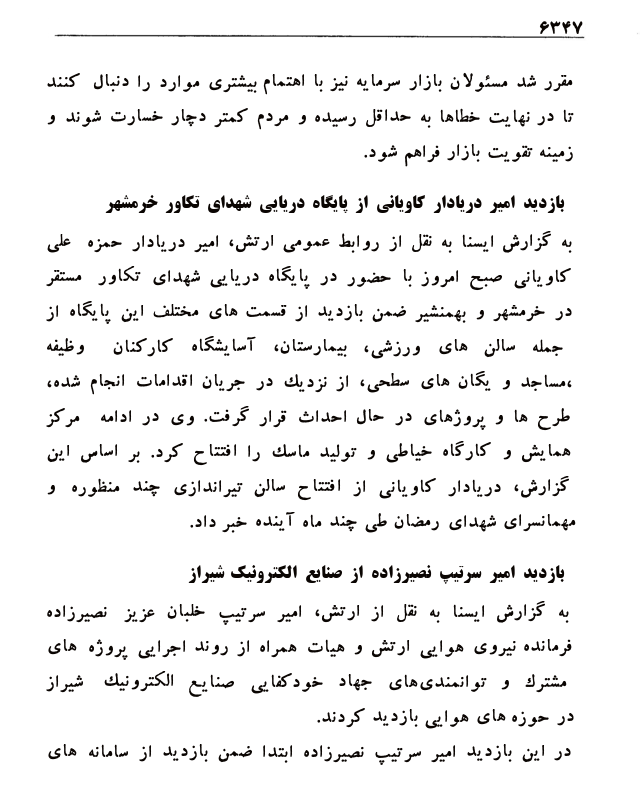 ۶۳۴۷
مقرر شد مسئولان بازار سرمایه نیز با اهتمام بیشتری موارد را دنبال کنند
تا در نهایت خطاها به حداقل رسیده و مردم کمتر دچار خسارت شوند و
زمینه تقویت بازار فراهم شود.
بازدید امیر دریادار کاویانی از پایگاه دریایی شهدای تکاور خرمشهر
به گزارش ایسنا به نقل از روابط عمومی ارتش، امیر دریادار حمزه علی
کاویانی صبح امروز با حضور در پایگاه دریایی شهدای تکاور مستقر
در خرمشهر و بهمنشیر ضمن بازدید از قسمت های مختلف این پایگاه از
جمله سالن های ورزشی، بیمارستان، آسایشگاه کارکنان وظیفه
،مساجد و یگان های سطحی، از نزدیك در جریان اقدامات انجام شده،
طرح ها و پروژهای در حال احداث قرار گرفت. وی در ادامه مرکز
همایش و کارگاه خیاطی و تولید ماسك را افتتاح کرد. بر اساس این
گزارش، دریادار کاویانی از افتتاح سالن تیراندازی چند منظوره و
مهمانسرای شهدای رمضان طی چند ماه آینده خبر داد.
بازدید امیر سرتیپ نصیرزاده از صنایع الکترونیک شیراز
به گزارش ایسنا به نقل از ارتش، امیر سرتیپ خلبان عزیز نصیرزاده
فرمانده نیروی هوایی ارتش و هیات همراه از روند اجرایی پروژه های
مشترك و توانمندی‌های جهاد خودکفایی صنایع الکترونیك شیراز
در حوزه های هوایی بازدید کردند.
در این بازدید امیر سرتیپ نصیرزاده ابتدا ضمن بازدید از سامانه های